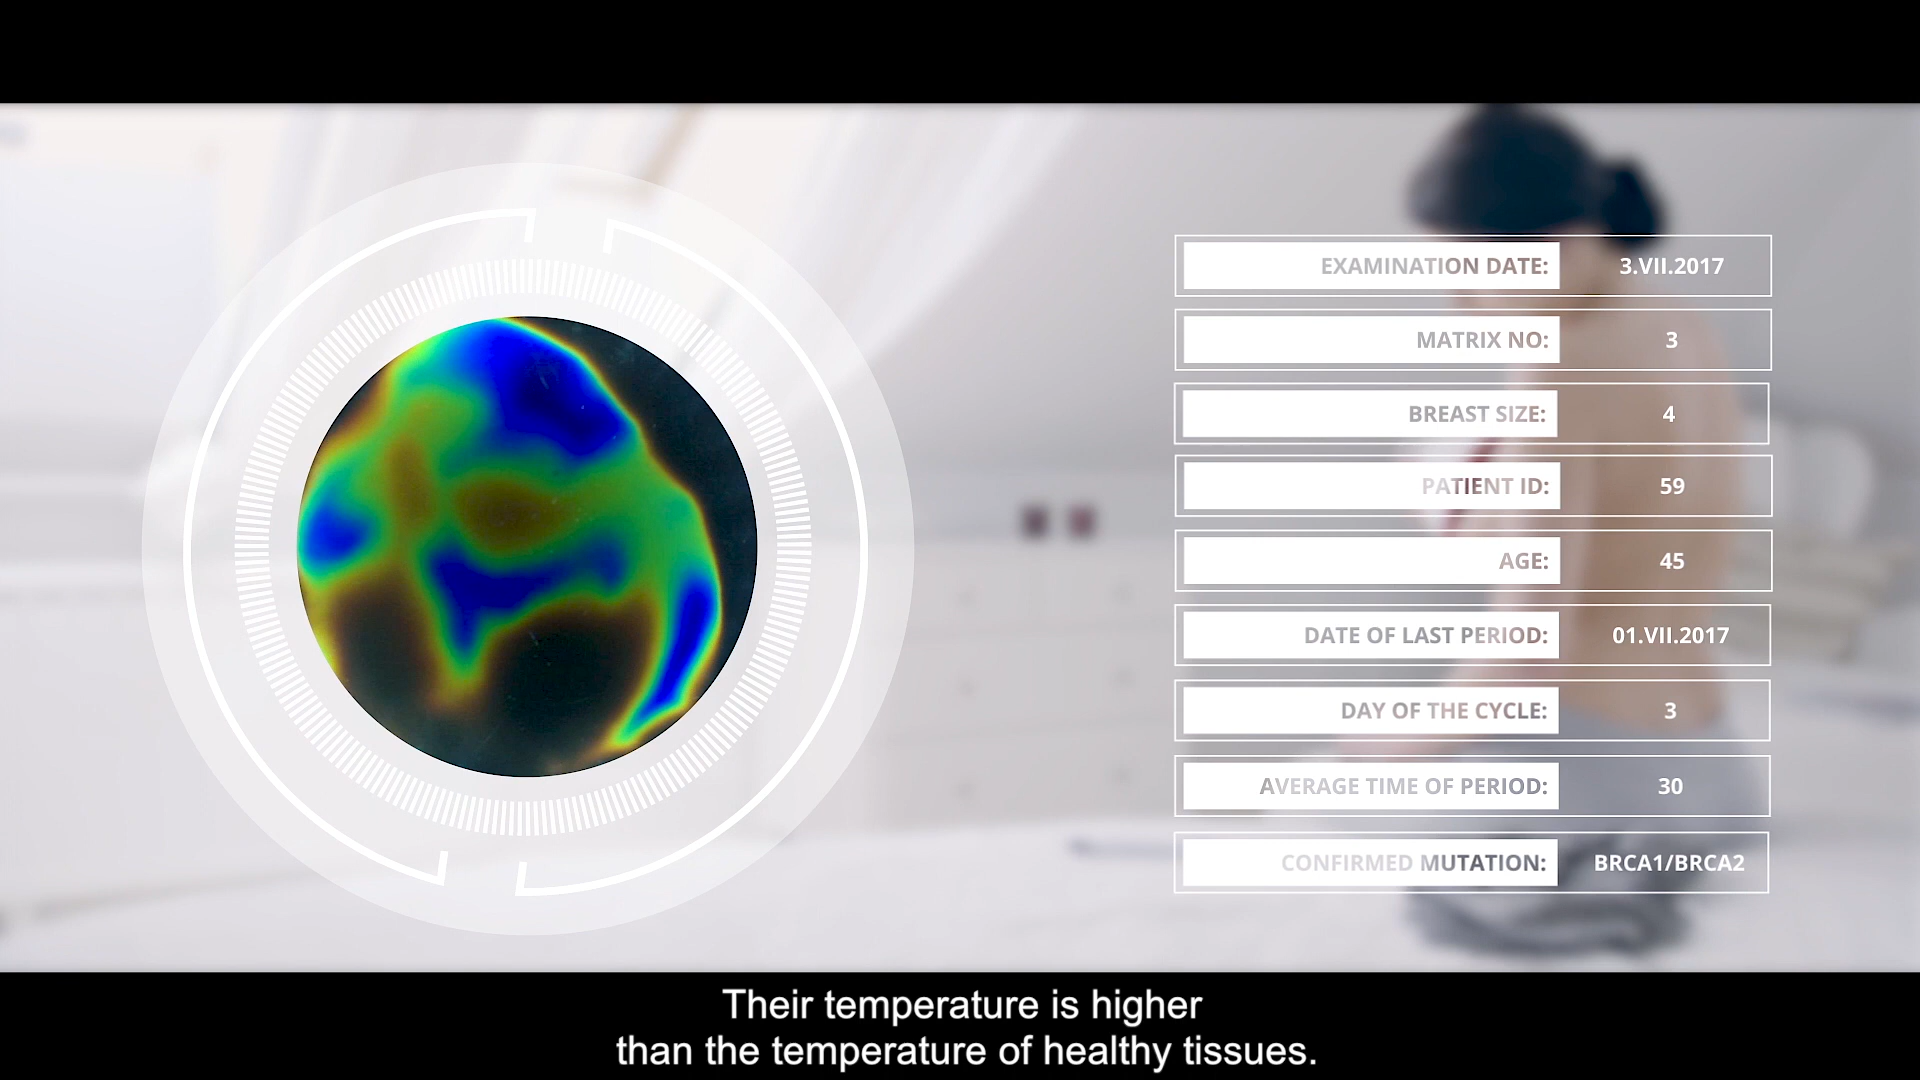 EXAMINATION DATE: 3.VII.2017
MATRIX NO: 3
BREAST SIZE: 4
PATIENT ID: 59
AGE: 45
DATE OF LAST PERIOD: 01.VII.2017
DAY OF THE CYCLE: 3
AVERAGE TIME OF PERIOD: 30
CONFIRMED MUTATION: BRCA1/BRCA2
Their temperature is higher
than the temperature of healthy tissues.